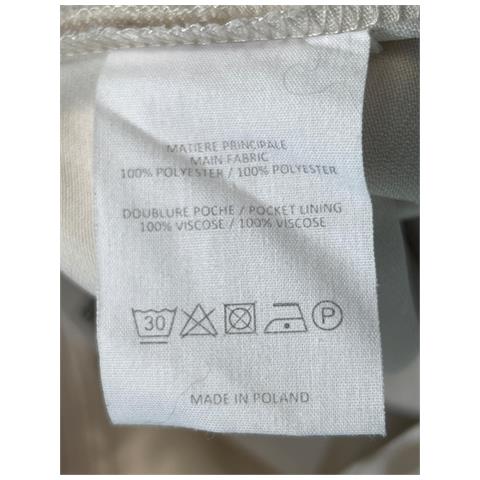 MATIERE PRINCIPALE
MAIN FABRIC
100% POLYESTER / 100% POLYESTER
DOUBLURE POCHE / POCKET LINING
100% VISCOSE / 100% VISCOSE
30 P
MADE IN POLAND